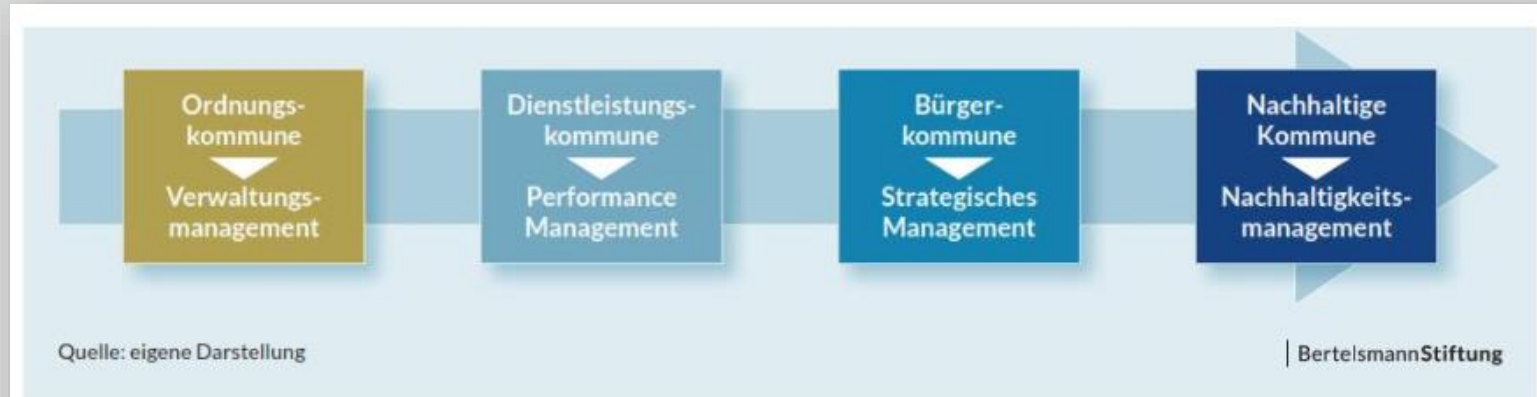 Ordnungs-
kommune
Verwaltungs-
management
Dienstleistungs-
kommune
Performance
Management
Bürger-
kommune
Strategisches
Management
Nachhaltige
Kommune
Nachhaltigkeits-
management
Quelle: eigene Darstellung
BertelsmannStiftung